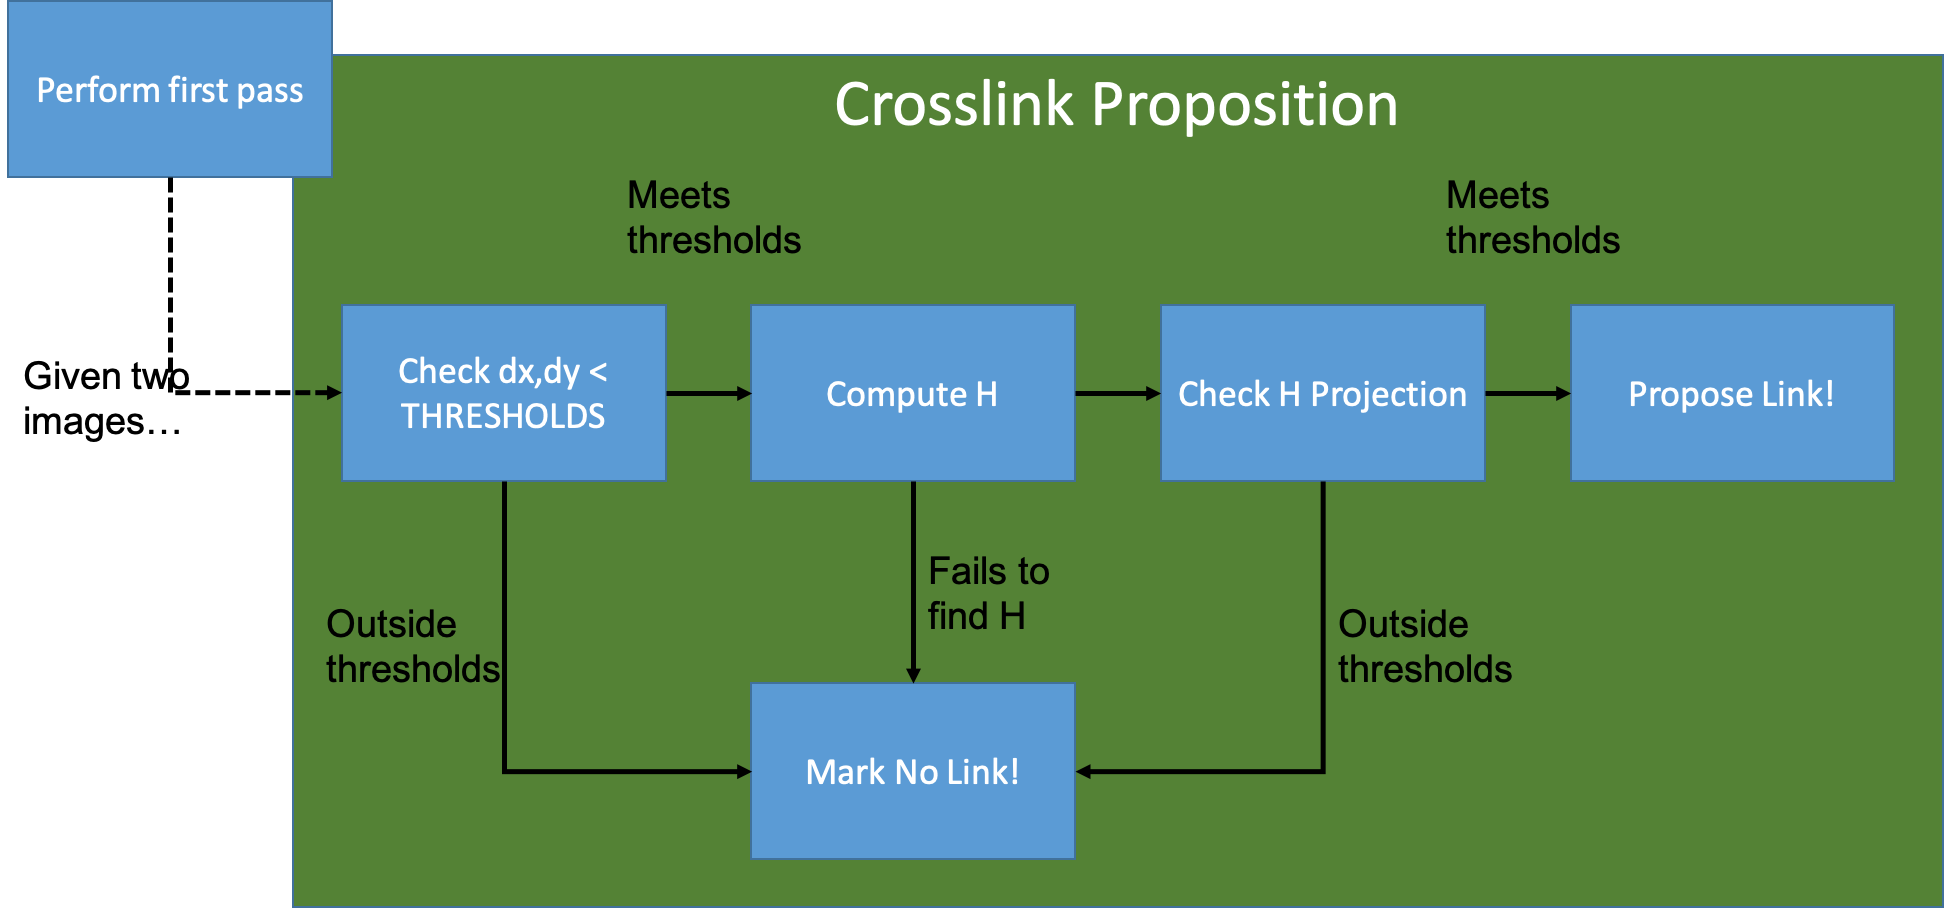 Perform first pass
Crosslink Proposition
Meets
thresholds
Meets
thresholds
Given two
images…
Check dx,dy <
THRESHOLDS
Compute H
Check H Projection
Propose Link!
Outside
thresholds
Fails to
find H
Outside
thresholds
Mark No Link!